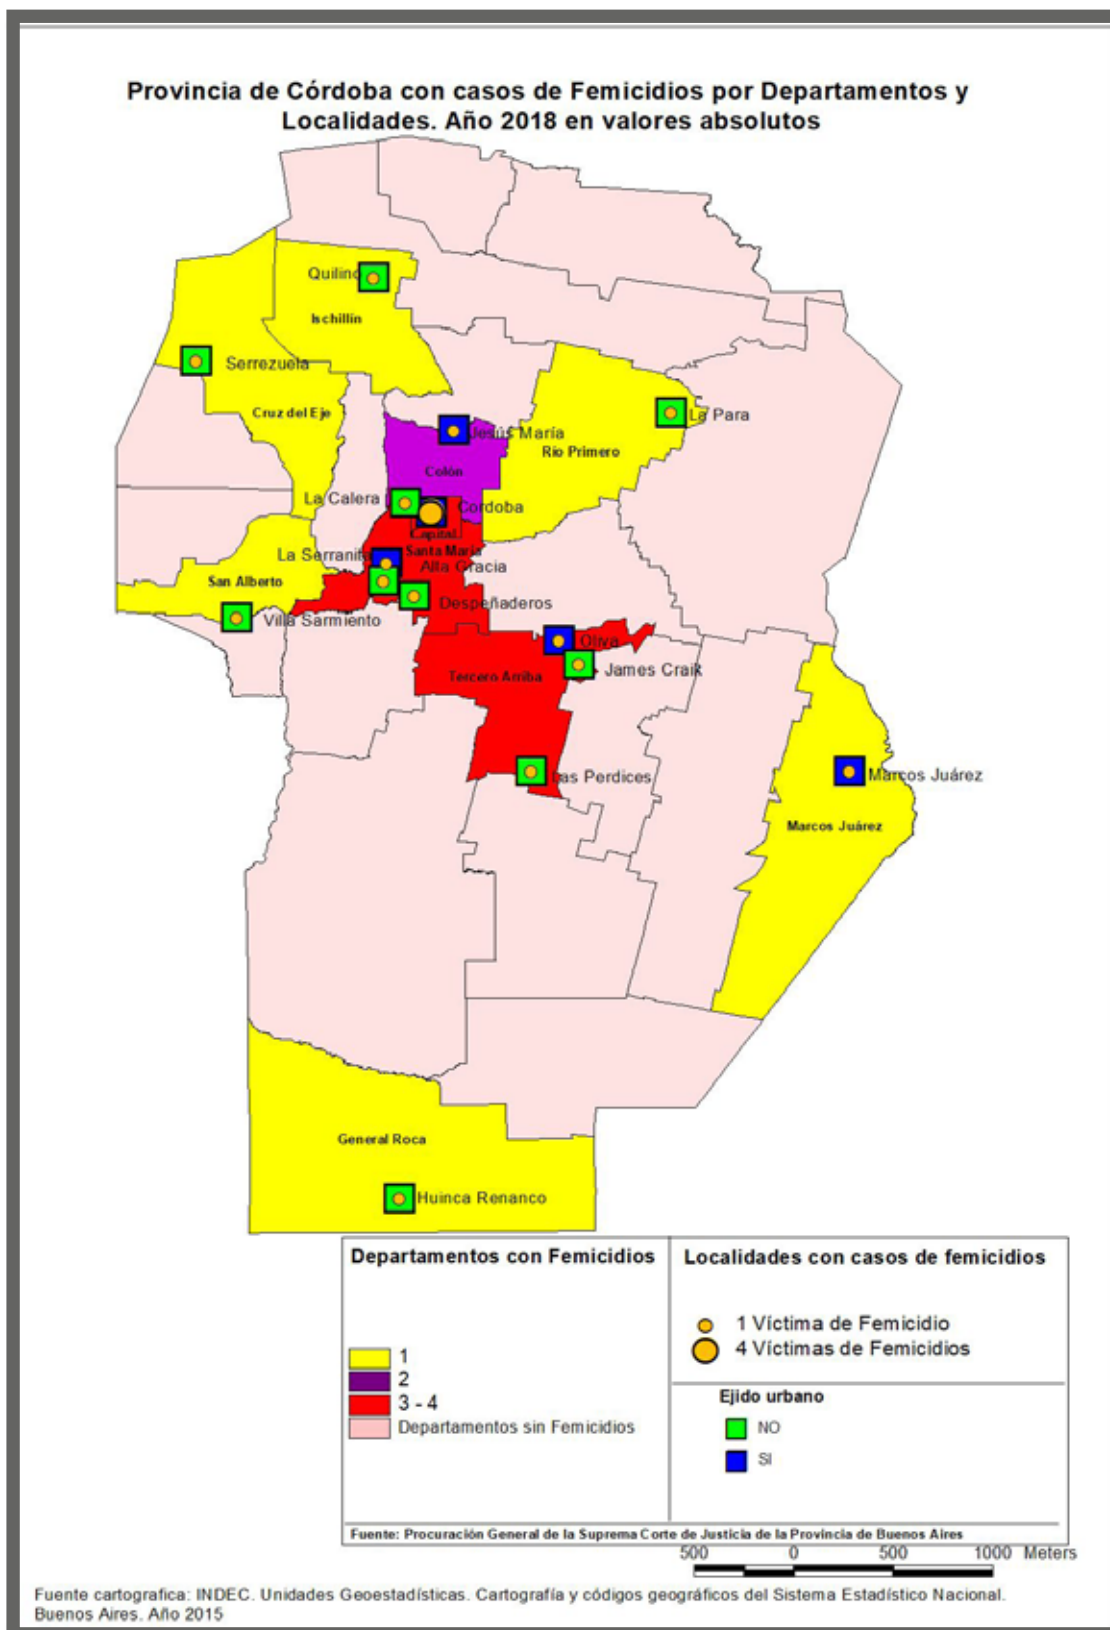 Provincia de Córdoba con casos de Femicidios por Departamentos y
Localidades. Año 2018 en valores absolutos
Quilino
Ischillín
Serrezuela
Cruz del Eje
La Para
Jesús María
Río Primero
Colón
La Calera
Cordoba
Capital
Santa María
La Serranita
Alta Gracia
San Alberto
Despeñaderos
Villa Sarmiento
Oliva
James Craik
Tercero Arriba
Las Perdices
Marcos Juárez
Marcos Juárez
General Roca
Huinca Renanco
Departamentos con Femicidios
1
2
3 - 4
Departamentos sin Femicidios
Localidades con casos de femicidios
1 Víctima de Femicidio
4 Víctimas de Femicidios
Ejido urbano
NO
SI
Fuente: Procuración General de la Suprema Corte de Justicia de la Provincia de Buenos Aires
500 0 500 1000 Meters
Fuente cartografica: INDEC. Unidades Geoestadísticas. Cartografía y códigos geográficos del Sistema Estadístico Nacional.
Buenos Aires. Año 2015